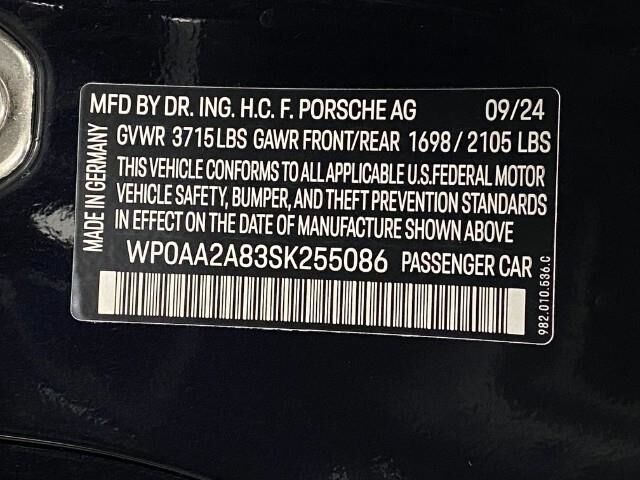 MFD BY DR. ING. H.C. F. PORSCHE AG 09/24
GVWR 3715 LBS GAWR FRONT/REAR 1698 / 2105 LBS
THIS VEHICLE CONFORMS TO ALL APPLICABLE U.S.FEDERAL MOTOR
VEHICLE SAFETY, BUMPER, AND THEFT PREVENTION STANDARDS
IN EFFECT ON THE DATE OF MANUFACTURE SHOWN ABOVE
WP0AA2A83SK255086 PASSENGER CAR
MADE IN GERMANY
982.010.536.C